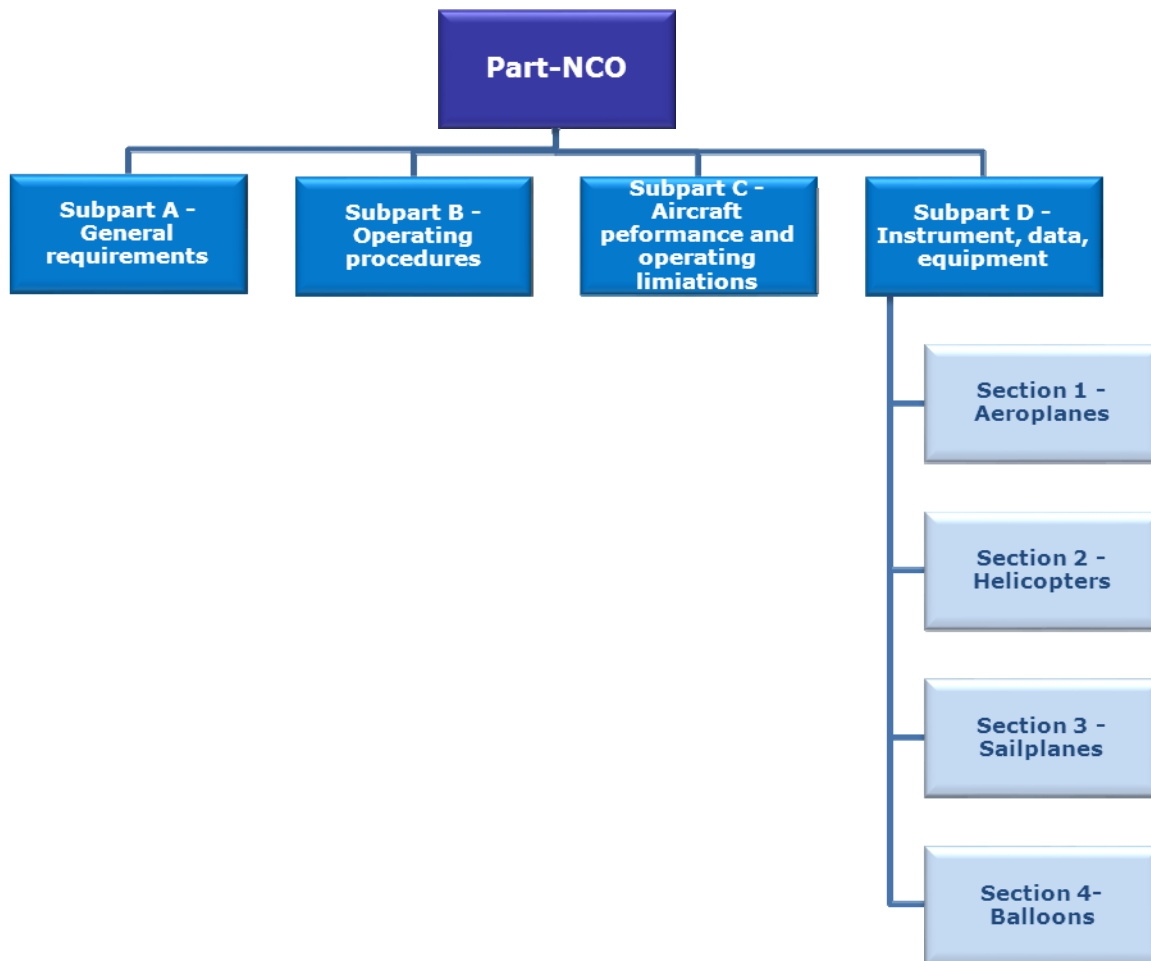 Part-NCO
Subpart A -
General
requirements
Subpart B -
Operating
procedures
Subpart C -
Aircraft
peformance and
operating
limiations
Subpart D -
Instrument, data,
equipment
Section 1 -
Aeroplanes
Section 2 -
Helicopters
Section 3 -
Sailplanes
Section 4-
Balloons